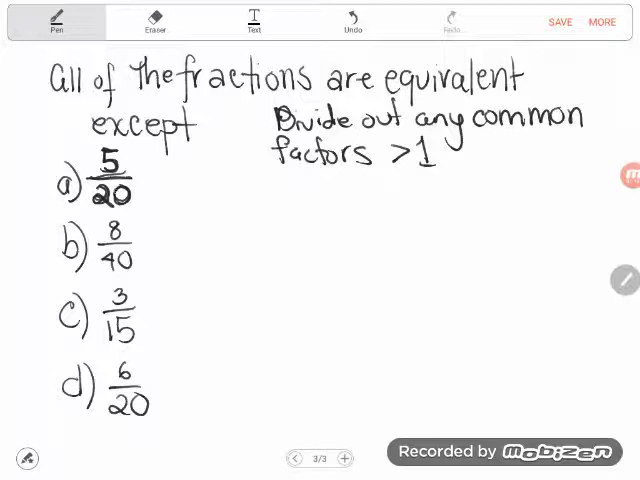 Pen Eraser Text Undo Redo SAVE MORE
all of the fractions are equivalent
except
Divide out any common
factors > 1
a) 5/20
b) 8/40
c) 3/15
d) 6/20
3/3
Recorded by mobizen